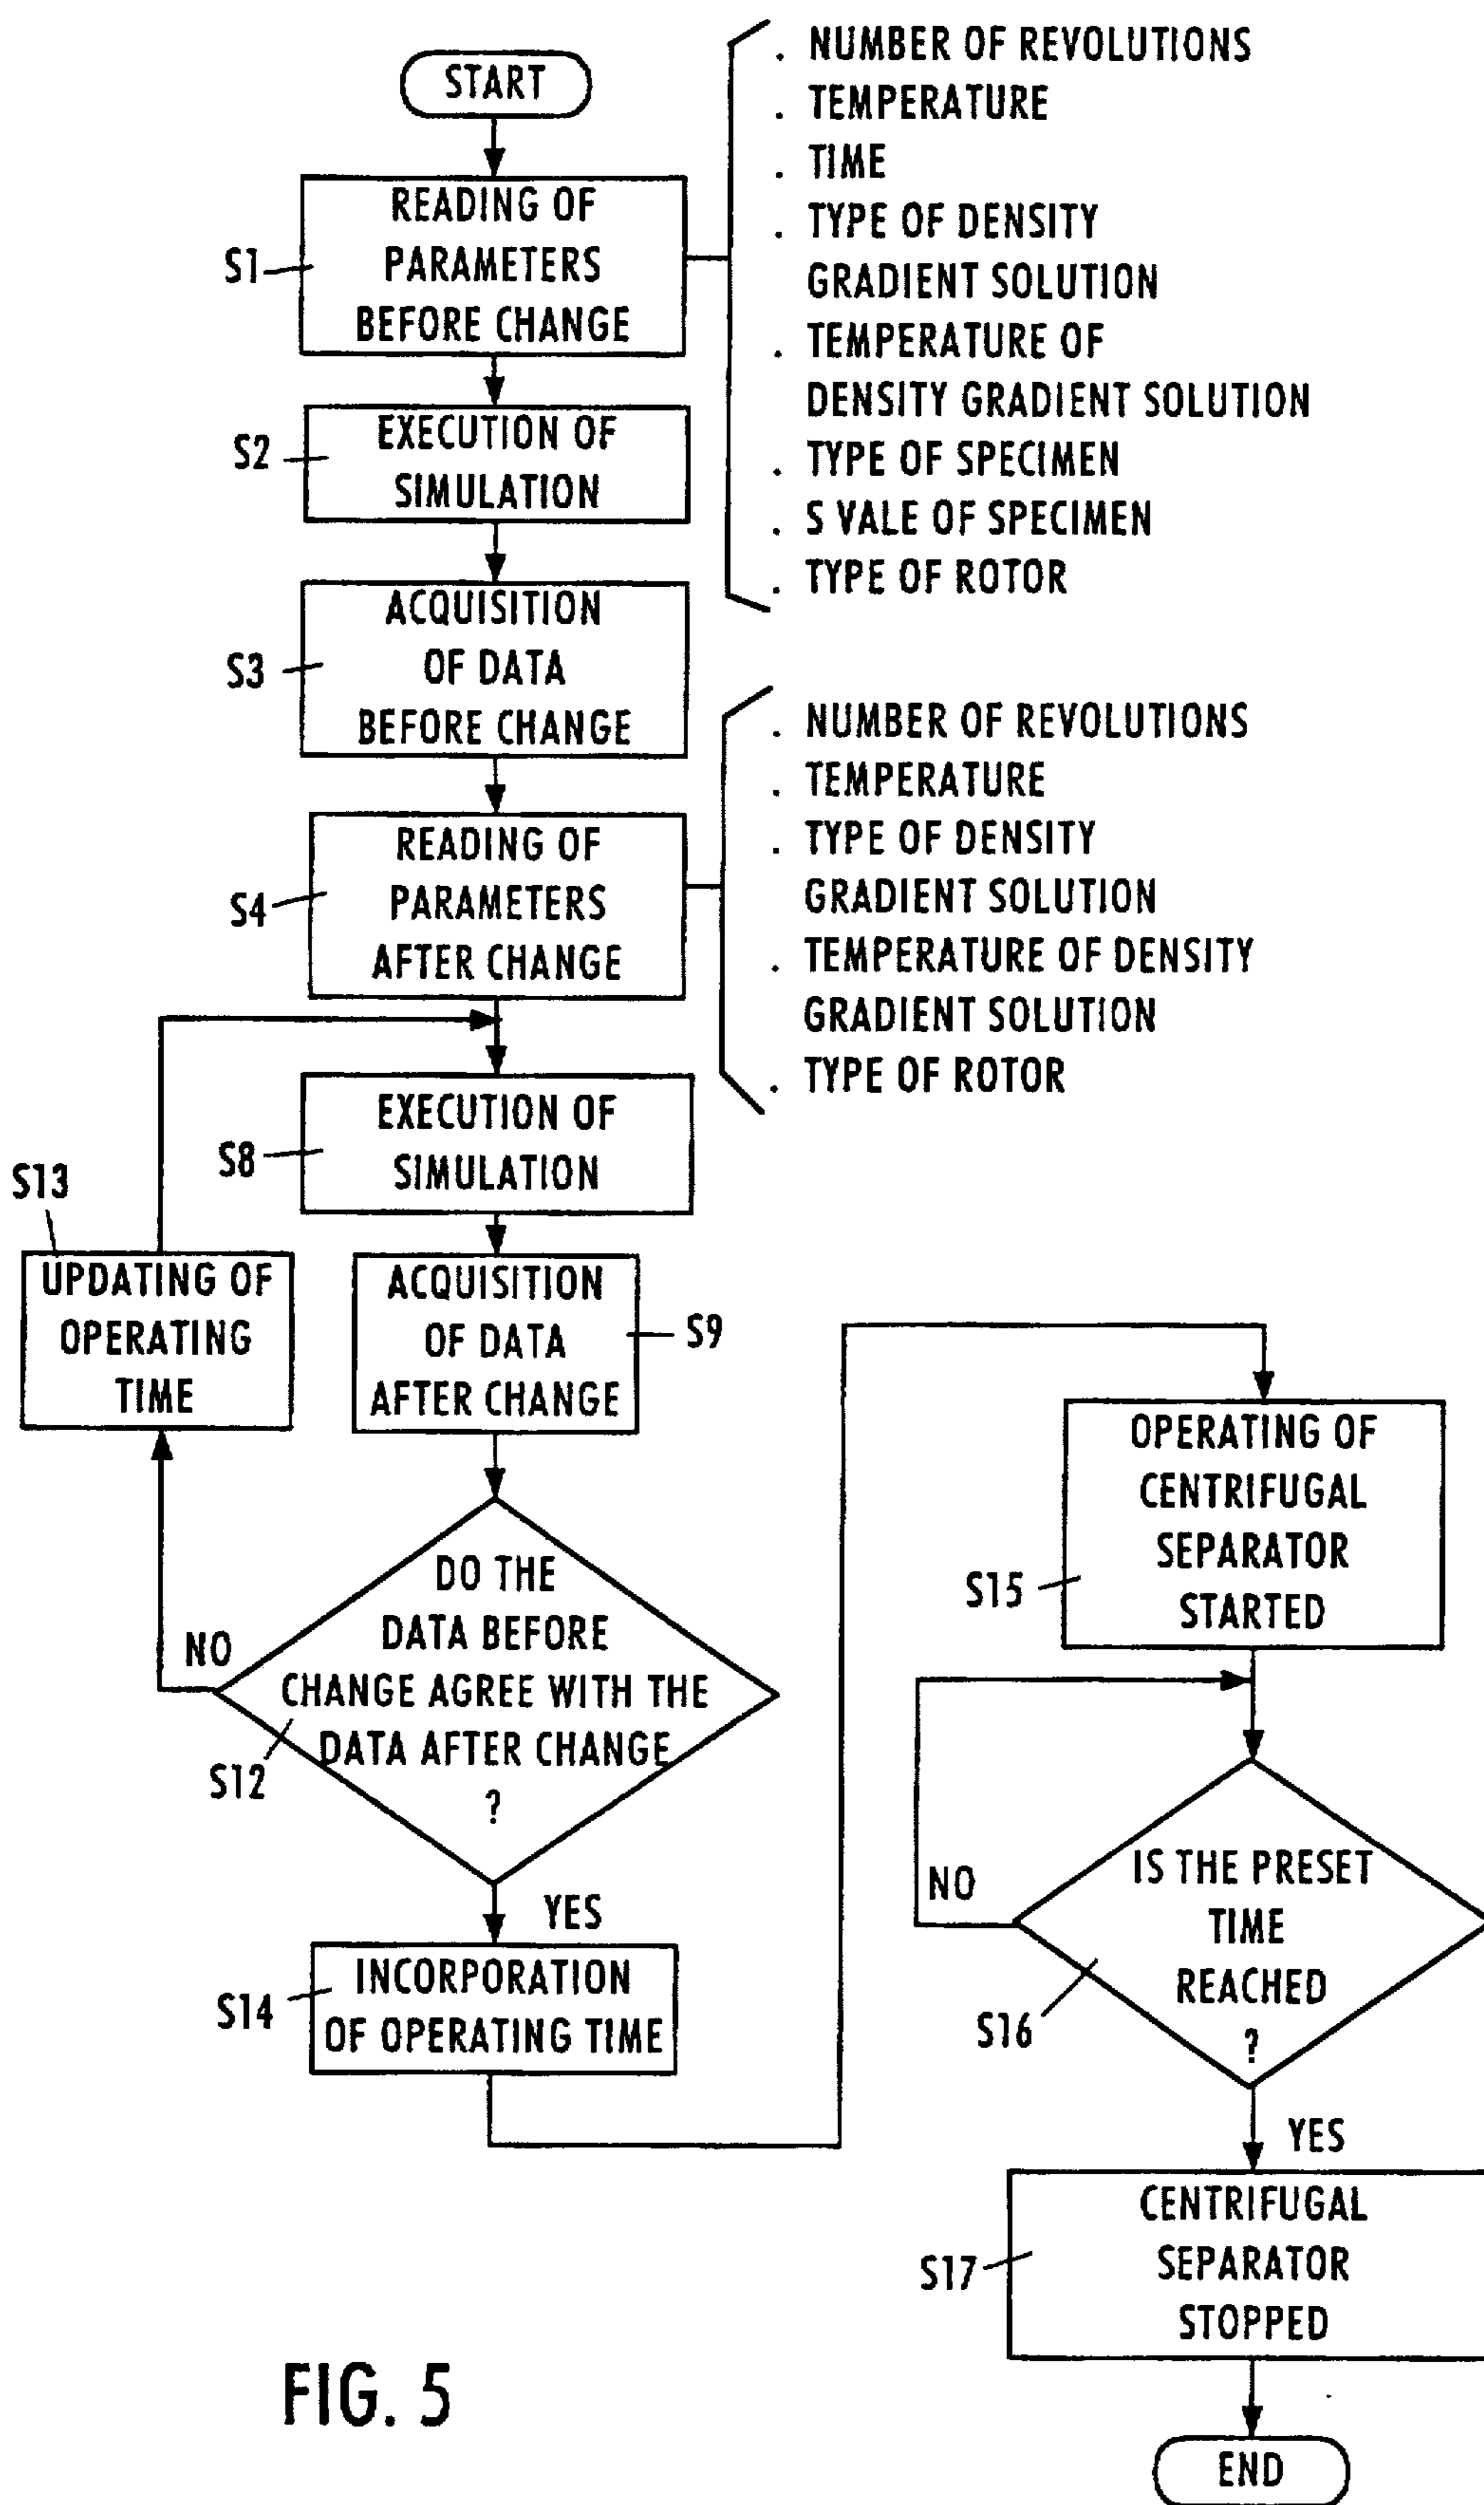 START
READING OF
PARAMETERS
BEFORE CHANGE
S1
. NUMBER OF REVOLUTIONS
. TEMPERATURE
. TIME
. TYPE OF DENSITY
GRADIENT SOLUTION
. TEMPERATURE OF
DENSITY GRADIENT SOLUTION
. TYPE OF SPECIMEN
. S VALE OF SPECIMEN
. TYPE OF ROTOR
S2
EXECUTION OF
SIMULATION
S3
ACQUISITION
OF DATA
BEFORE CHANGE
S4
READING OF
PARAMETERS
AFTER CHANGE
. NUMBER OF REVOLUTIONS
. TEMPERATURE
. TYPE OF DENSITY
GRADIENT SOLUTION
. TEMPERATURE OF DENSITY
GRADIENT SOLUTION
. TYPE OF ROTOR
S8
EXECUTION OF
SIMULATION
S13
UPDATING OF
OPERATING
TIME
ACQUISITION
OF DATA
AFTER CHANGE
S9
DO THE
DATA BEFORE
CHANGE AGREE WITH THE
DATA AFTER CHANGE
?
NO
S12
YES
S14
INCORPORATION
OF OPERATING TIME
OPERATING OF
CENTRIFUGAL
SEPARATOR
STARTED
S15
IS THE PRESET
TIME
REACHED
?
NO
S16
YES
S17
CENTRIFUGAL
SEPARATOR
STOPPED
END
FIG. 5